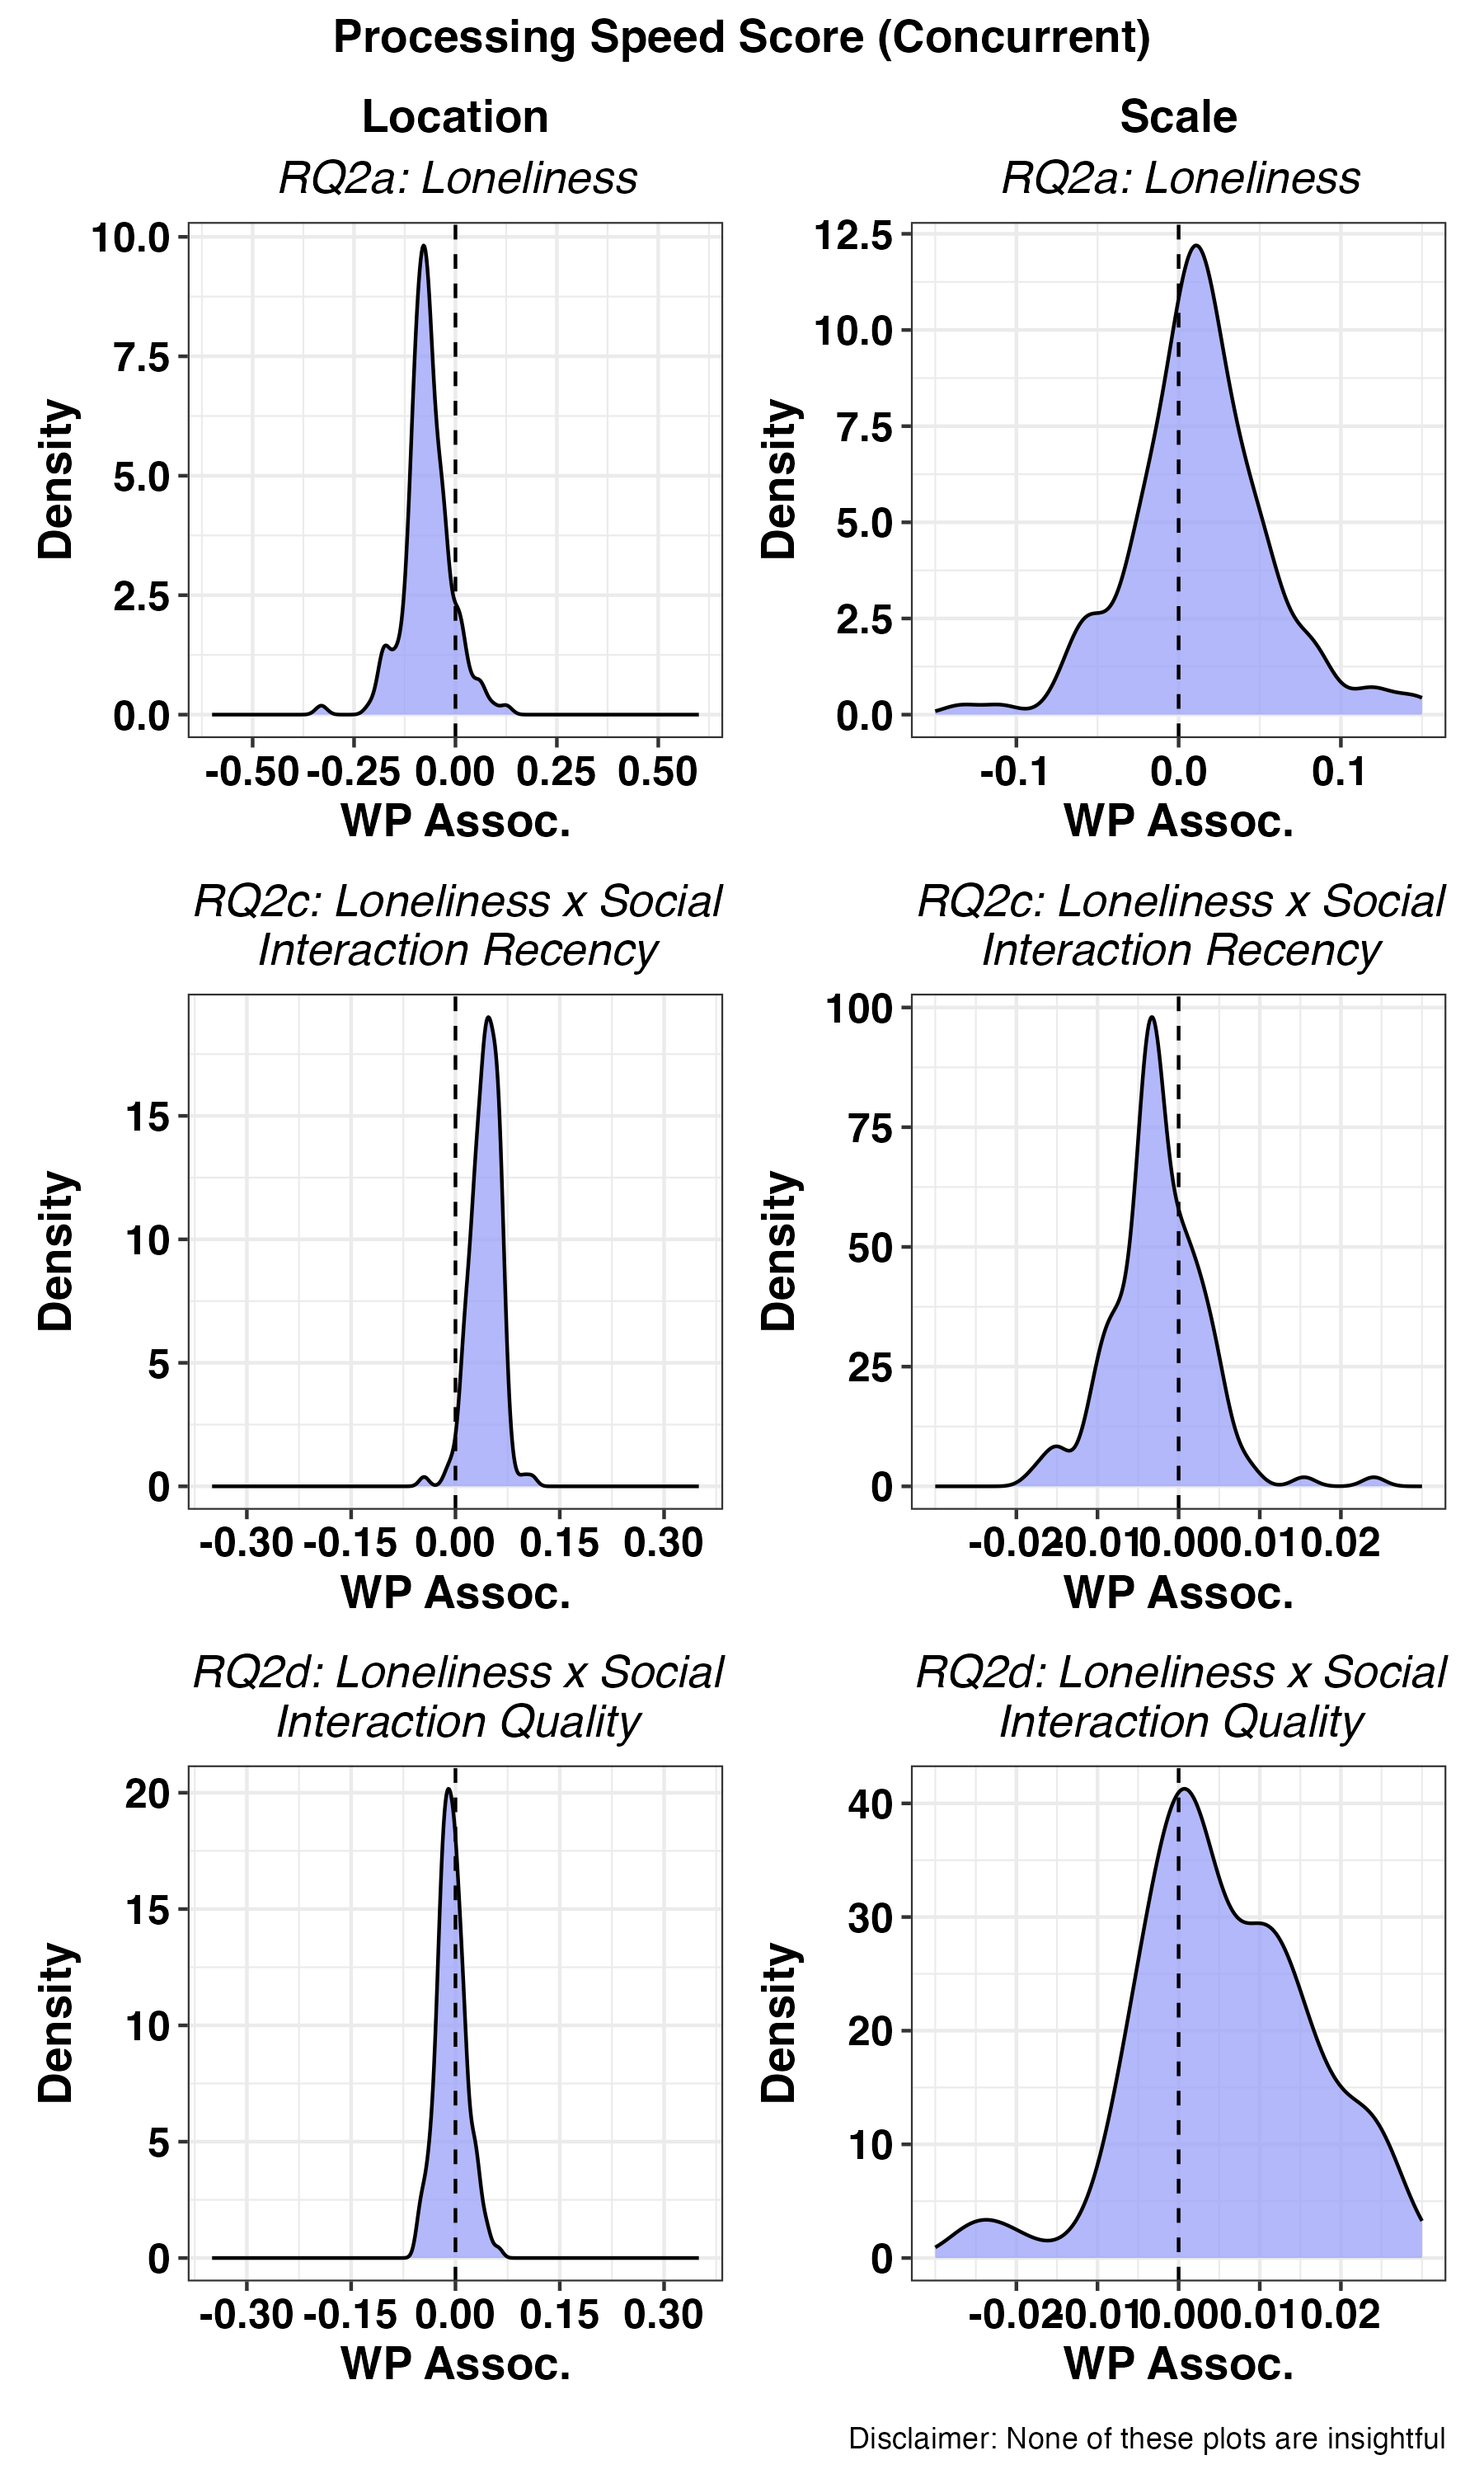 Processing Speed Score (Concurrent)
Location
Scale
RQ2a: Loneliness
RQ2a: Loneliness
Density
10.0
7.5
5.0
2.5
0.0
-0.50 -0.25 0.00 0.25 0.50
WP Assoc.
Density
12.5
10.0
7.5
5.0
2.5
0.0
-0.1 0.0 0.1
WP Assoc.
RQ2c: Loneliness x Social
Interaction Recency
Density
15
10
5
0
-0.30 -0.15 0.00 0.15 0.30
WP Assoc.
RQ2c: Loneliness x Social
Interaction Recency
Density
100
75
50
25
0
-0.02 -0.01 0.00 0.01 0.02
WP Assoc.
RQ2d: Loneliness x Social
Interaction Quality
Density
20
15
10
5
0
-0.30 -0.15 0.00 0.15 0.30
WP Assoc.
RQ2d: Loneliness x Social
Interaction Quality
Density
40
30
20
10
0
-0.02 -0.01 0.00 0.01 0.02
WP Assoc.
Disclaimer: None of these plots are insightful